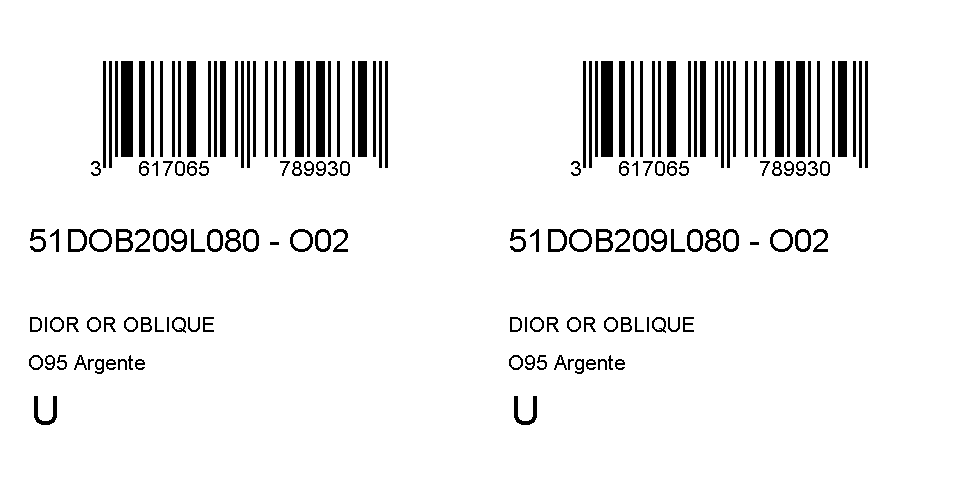 3 617065 789930
51DOB209L080 - O02
DIOR OR OBLIQUE
O95 Argente
U
3 617065 789930
51DOB209L080 - O02
DIOR OR OBLIQUE
O95 Argente
U